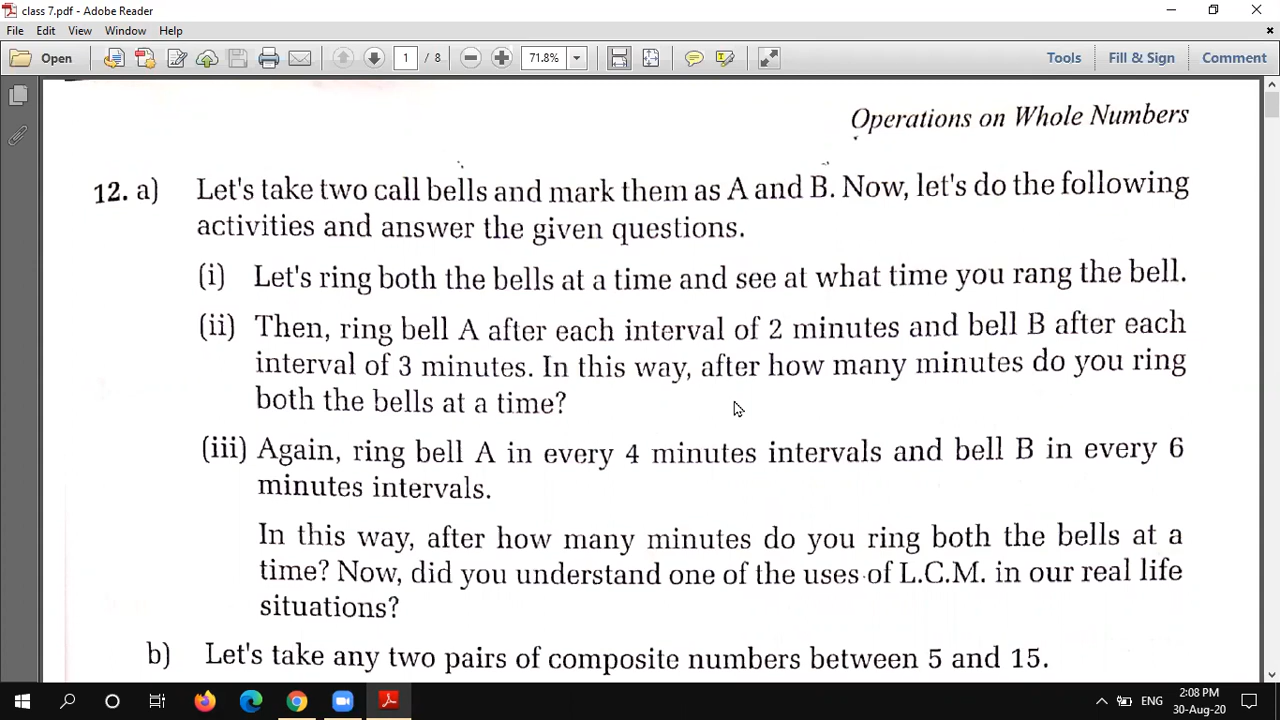 class 7.pdf - Adobe Reader
File Edit View Window Help
Open 1 / 8 71.8% Tools Fill & Sign Comment
Operations on Whole Numbers
12. a) Let's take two call bells and mark them as A and B. Now, let's do the following
activities and answer the given questions.
(i) Let's ring both the bells at a time and see at what time you rang the bell.
(ii) Then, ring bell A after each interval of 2 minutes and bell B after each
interval of 3 minutes. In this way, after how many minutes do you ring
both the bells at a time?
(iii) Again, ring bell A in every 4 minutes intervals and bell B in every 6
minutes intervals.
In this way, after how many minutes do you ring both the bells at a
time? Now, did you understand one of the uses of L.C.M. in our real life
situations?
b) Let's take any two pairs of composite numbers between 5 and 15.
ENG 2:08 PM
30-Aug-20